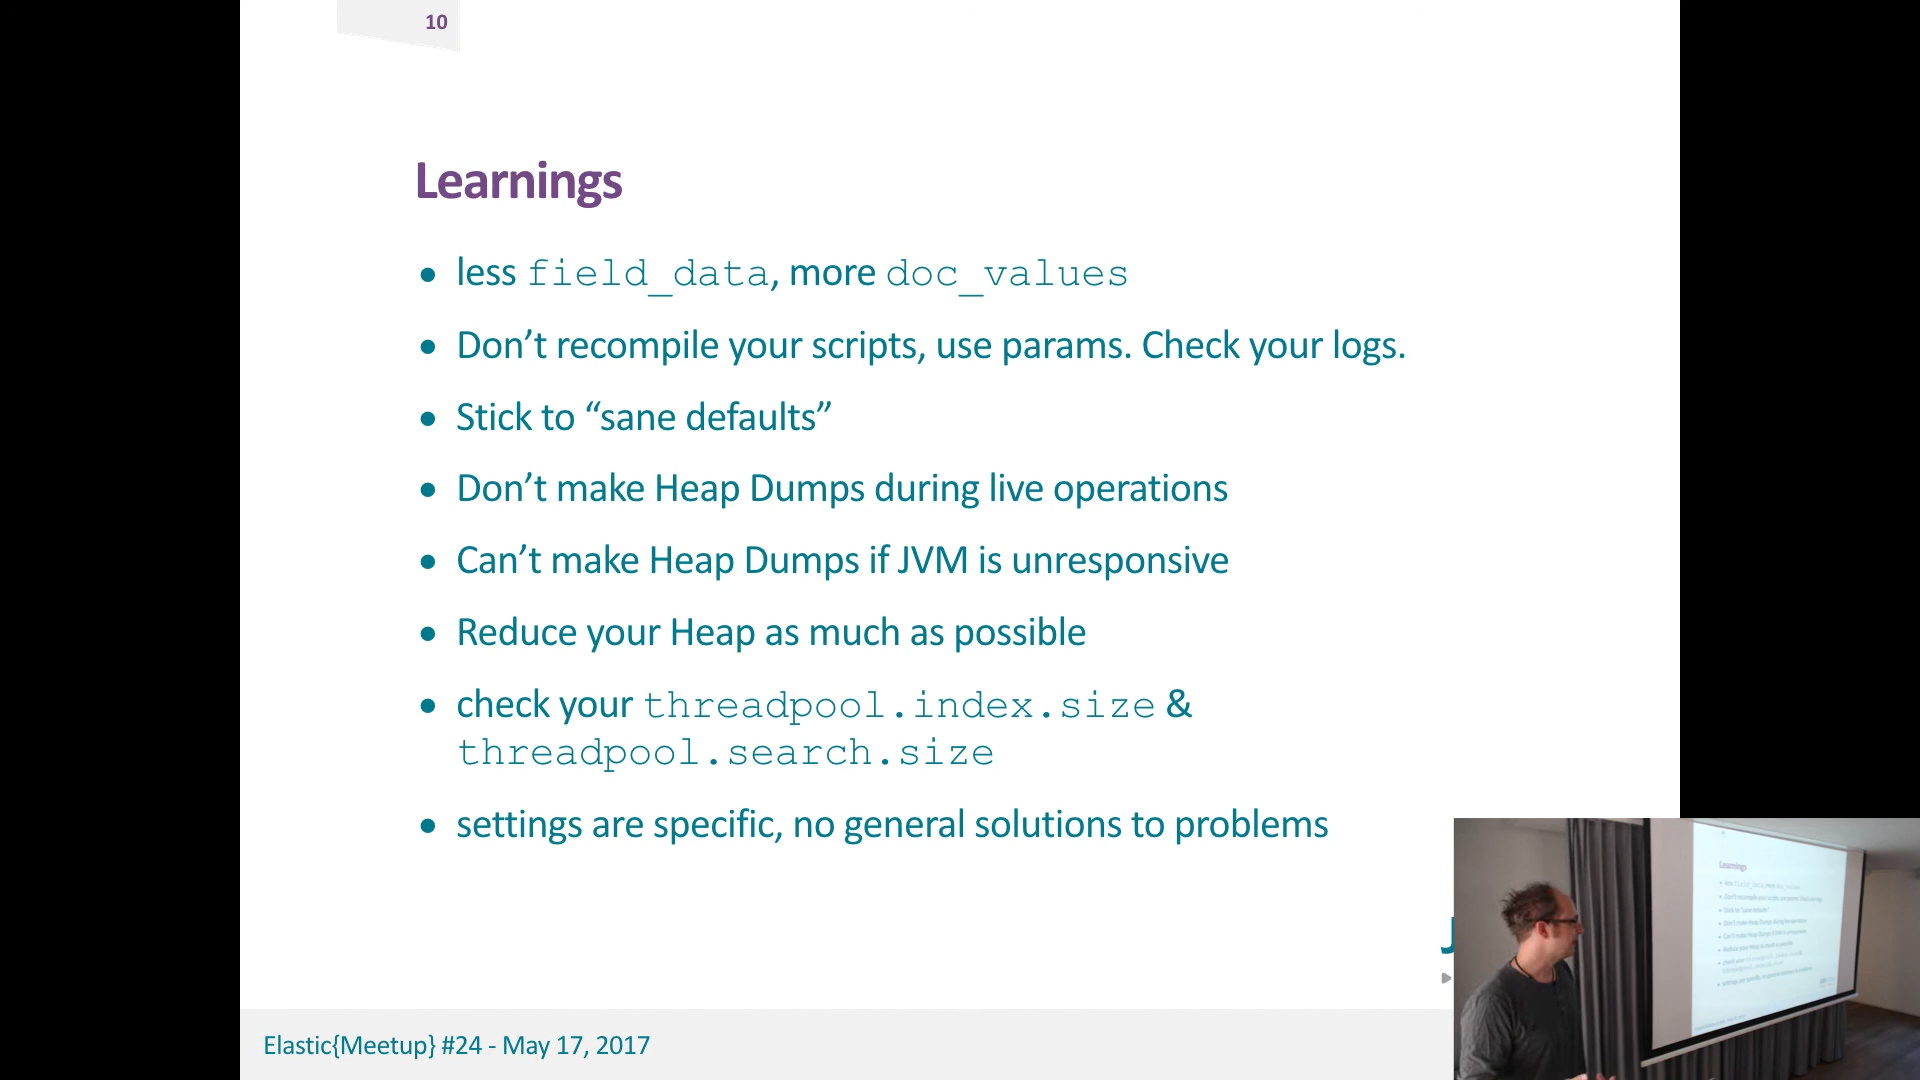 10
Learnings
• less field_data, more doc_values
• Don’t recompile your scripts, use params. Check your logs.
• Stick to “sane defaults”
• Don’t make Heap Dumps during live operations
• Can’t make Heap Dumps if JVM is unresponsive
• Reduce your Heap as much as possible
• check your threadpool.index.size &
threadpool.search.size
• settings are specific, no general solutions to problems
Elastic{Meetup} #24 - May 17, 2017
Learnings